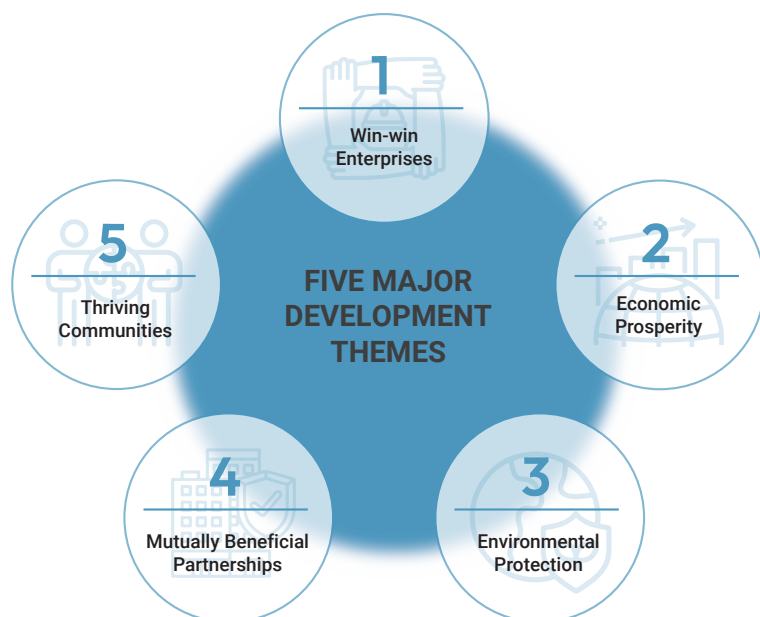 1
Win-win
Enterprises
2
Economic
Prosperity
3
Environmental
Protection
4
Mutually Beneficial
Partnerships
5
Thriving
Communities
FIVE MAJOR
DEVELOPMENT
THEMES